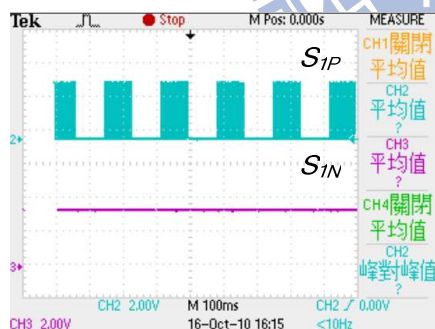 Tek Stop M Pos: 0.000s MEASURE
CH1關閉
平均值
CH2
平均值
?
CH3
平均值
?
CH4關閉
平均值
CH2
峰對峰值
?
S1P
2
S1N
3
CH2 2.00V M 100ms CH2 0.00V
CH3 2.00V 16-Oct-10 16:15 <10Hz